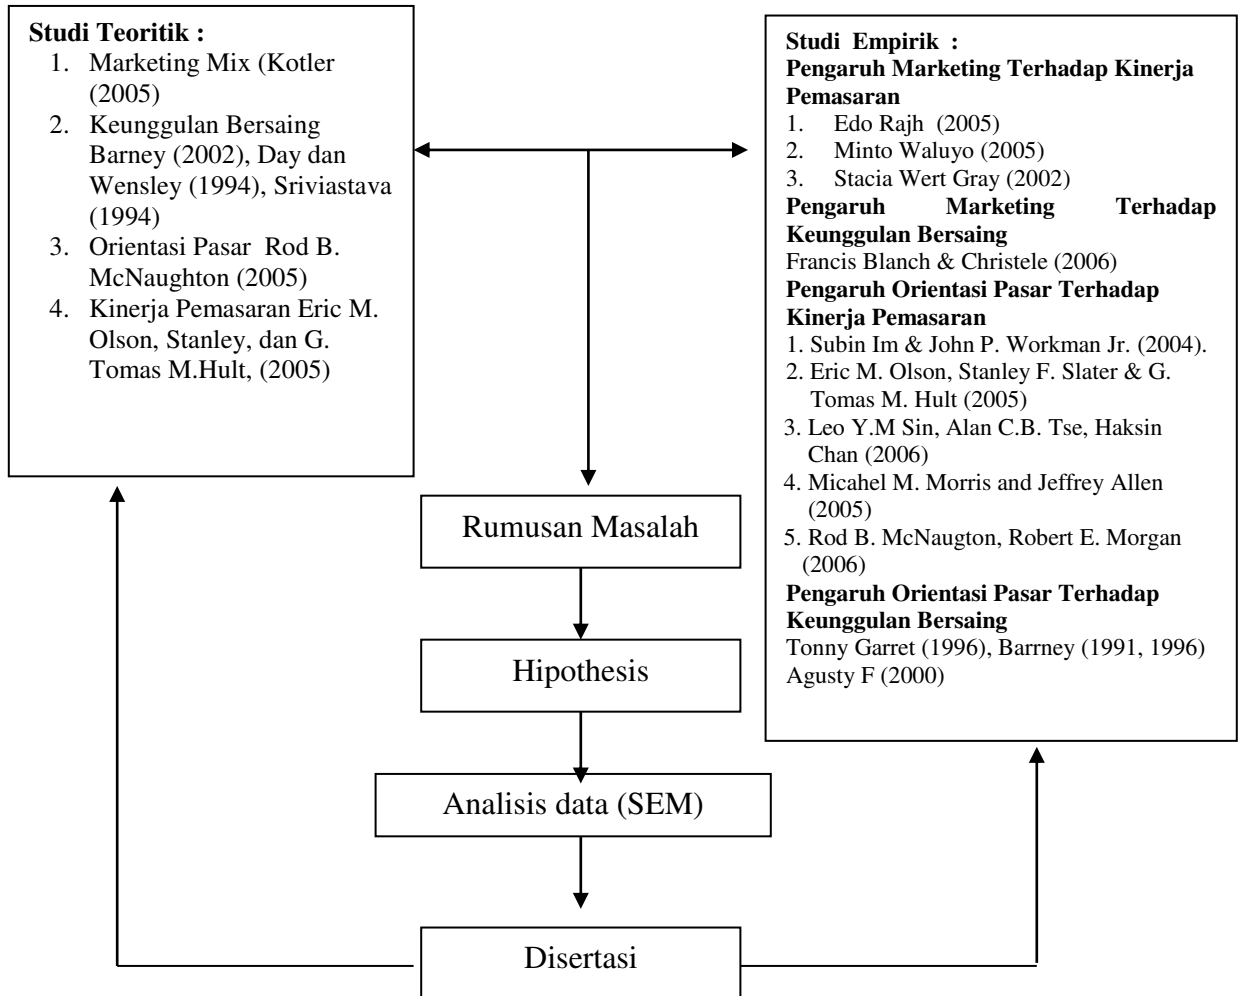 Studi Teoritik :
1. Marketing Mix (Kotler
(2005)
2. Keunggulan Bersaing
Barney (2002), Day dan
Wensley (1994), Sriviastava
(1994)
3. Orientasi Pasar Rod B.
McNaughton (2005)
4. Kinerja Pemasaran Eric M.
Olson, Stanley, dan G.
Tomas M.Hult, (2005)
Studi Empirik :
Pengaruh Marketing Terhadap Kinerja
Pemasaran
1. Edo Rajh (2005)
2. Minto Waluyo (2005)
3. Stacia Wert Gray (2002)
Pengaruh Marketing Terhadap
Keunggulan Bersaing
Francis Blanch & Christele (2006)
Pengaruh Orientasi Pasar Terhadap
Kinerja Pemasaran
1. Subin Im & John P. Workman Jr. (2004).
2. Eric M. Olson, Stanley F. Slater & G.
Tomas M. Hult (2005)
3. Leo Y.M Sin, Alan C.B. Tse, Haksin
Chan (2006)
4. Micahel M. Morris and Jeffrey Allen
(2005)
5. Rod B. McNaugton, Robert E. Morgan
(2006)
Pengaruh Orientasi Pasar Terhadap
Keunggulan Bersaing
Tonny Garret (1996), Barrney (1991, 1996)
Agusty F (2000)
Rumusan Masalah
Hipothesis
Analisis data (SEM)
Disertasi